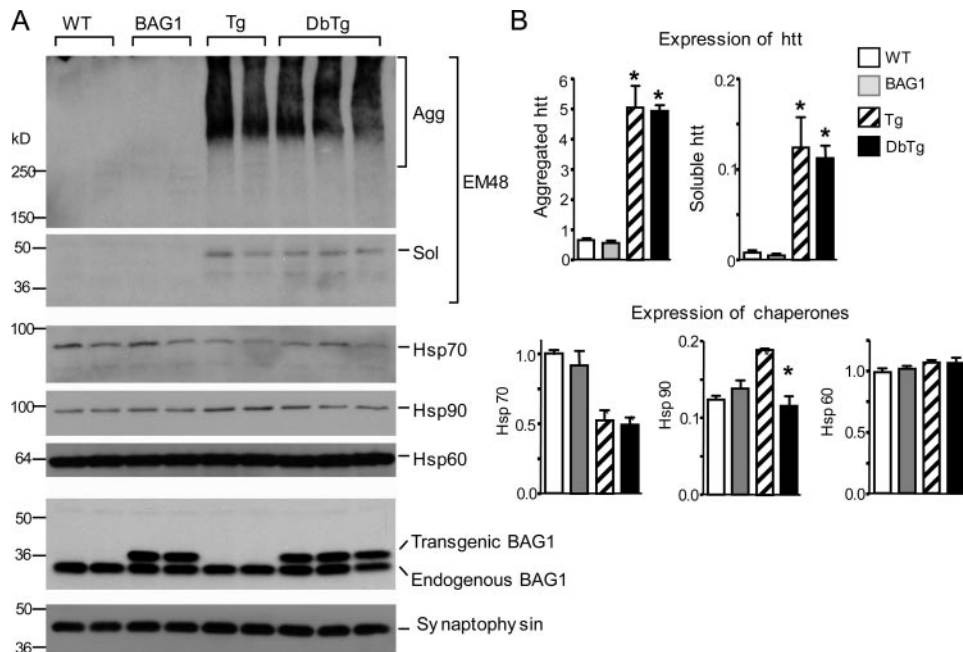 A
WT BAG1 Tg DbTg
kD
250
150
Agg
EM48
50
36
Sol
100
Hsp70
100
Hsp90
64
Hsp60
50
36
Transgenic BAG1
Endogenous BAG1
50
36
Synaptophysin
B
Expression of htt
Aggregated htt
6
5
4
3
2
1
0
* *
Soluble htt
0.2
0.1
0
* *
WT
BAG1
Tg
DbTg
Expression of chaperones
Hsp 70
1.0
0.5
0.0
Hsp 90
0.2
0.1
0.0
*
Hsp 60
1.0
0.5
0.0